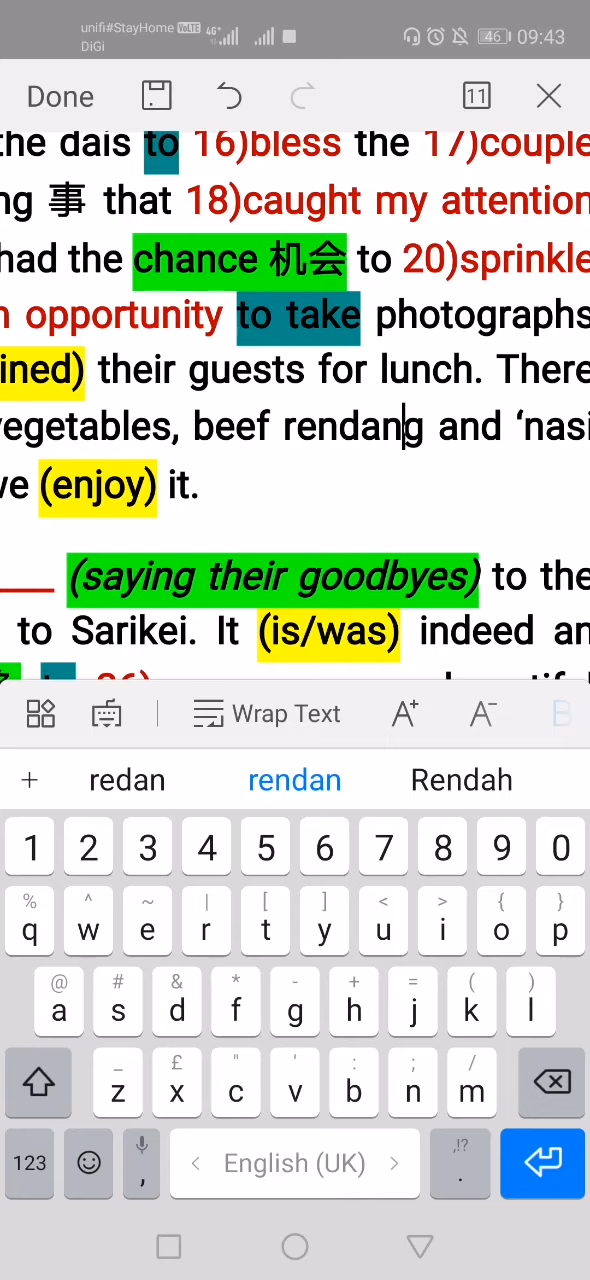 unifi#StayHome VoLTE 4G+ 46 09:43
DiGi
Done 11
the dais to 16)bless the 17)couple
ng 事 that 18)caught my attention
had the chance 机会 to 20)sprinkle
opportunity to take photographs
ined) their guests for lunch. There
vegetables, beef rendang and ‘nasi
ve (enjoy) it.
(saying their goodbyes) to the
to Sarikei. It (is/was) indeed an
Wrap Text A+ A- B
+ redan rendan Rendah
1 2 3 4 5 6 7 8 9 0
% ^ ~ | [ ] < > { }
q w e r t y u i o p
@ # & * - + = ( )
a s d f g h j k l
_ £ " ' : ; /
z x c v b n m
123 , < English (UK) > ,!? .